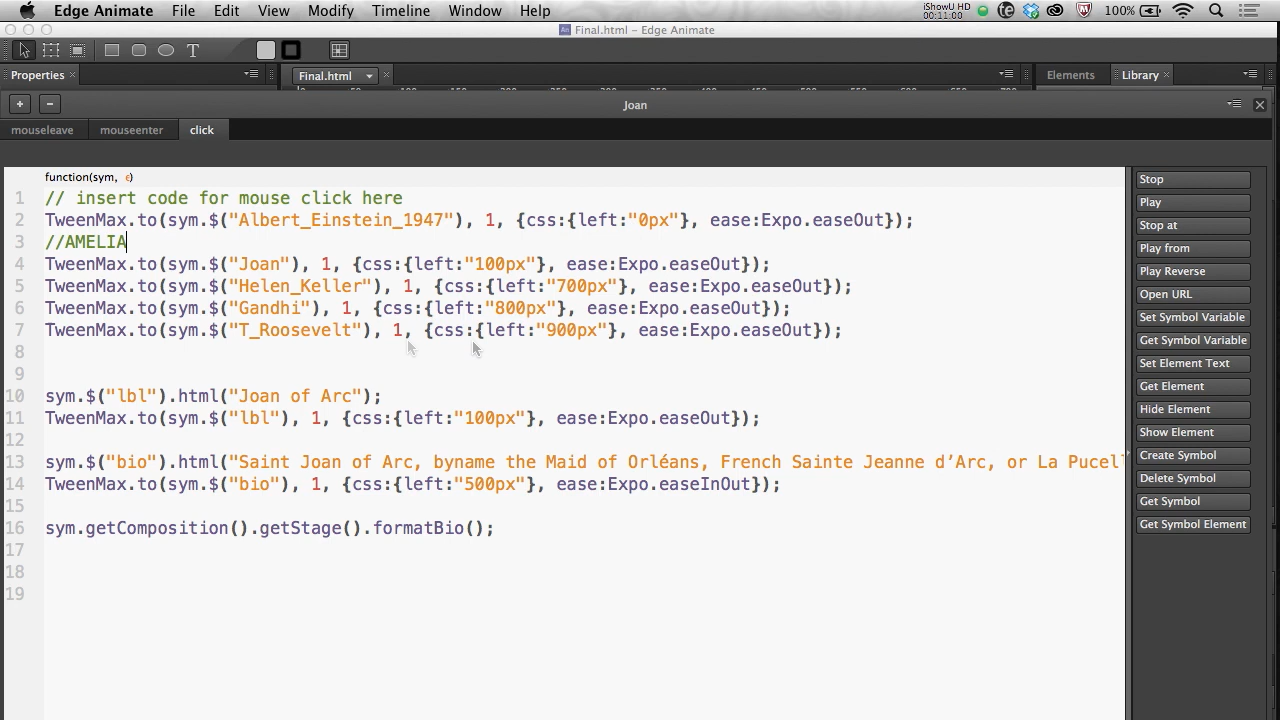 Edge Animate File Edit View Modify Timeline Window Help iShowU HD 00:11:00 100%
Final.html – Edge Animate
T
Properties × Final.html × Elements Library ×
+ − Joan
mouseleave mouseenter click
function(sym, e)
1 // insert code for mouse click here
2 TweenMax.to(sym.$("Albert_Einstein_1947"), 1, {css:{left:"0px"}, ease:Expo.easeOut});
3 //AMELIA
4 TweenMax.to(sym.$("Joan"), 1, {css:{left:"100px"}, ease:Expo.easeOut});
5 TweenMax.to(sym.$("Helen_Keller"), 1, {css:{left:"700px"}, ease:Expo.easeOut});
6 TweenMax.to(sym.$("Gandhi"), 1, {css:{left:"800px"}, ease:Expo.easeOut});
7 TweenMax.to(sym.$("T_Roosevelt"), 1, {css:{left:"900px"}, ease:Expo.easeOut});
8
9
10 sym.$("lbl").html("Joan of Arc");
11 TweenMax.to(sym.$("lbl"), 1, {css:{left:"100px"}, ease:Expo.easeOut});
12
13 sym.$("bio").html("Saint Joan of Arc, byname the Maid of Orléans, French Sainte Jeanne d’Arc, or La Pucell
14 TweenMax.to(sym.$("bio"), 1, {css:{left:"500px"}, ease:Expo.easeInOut});
15
16 sym.getComposition().getStage().formatBio();
17
18
19
Stop
Play
Stop at
Play from
Play Reverse
Open URL
Set Symbol Variable
Get Symbol Variable
Set Element Text
Get Element
Hide Element
Show Element
Create Symbol
Delete Symbol
Get Symbol
Get Symbol Element